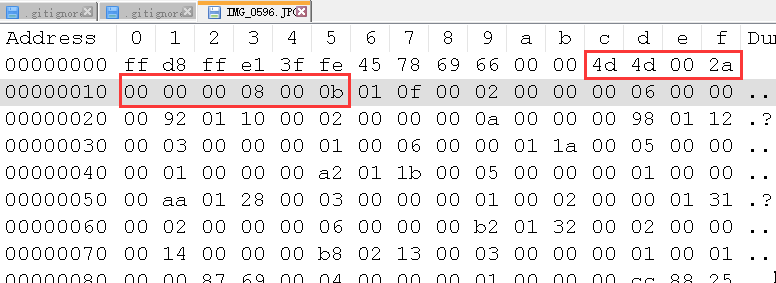 ..gitignor ..gitignor IMG_0596.JPG
Address 0 1 2 3 4 5 6 7 8 9 a b c d e f Dum
00000000 ff d8 ff e1 3f fe 45 78 69 66 00 00 4d 4d 00 2a
00000010 00 00 00 08 00 0b 01 0f 00 02 00 00 00 06 00 00 ..
00000020 00 92 01 10 00 02 00 00 00 0a 00 00 00 98 01 12 .?
00000030 00 03 00 00 00 01 00 06 00 00 01 1a 00 05 00 00
00000040 00 01 00 00 00 a2 01 1b 00 05 00 00 00 01 00 00 ..
00000050 00 aa 01 28 00 03 00 00 00 01 00 02 00 00 01 31 .?
00000060 00 02 00 00 00 06 00 00 00 b2 01 32 00 02 00 00 ..
00000070 00 14 00 00 00 b8 02 13 00 03 00 00 00 01 00 01 ..
00000080 00 00 87 69 00 04 00 00 00 01 00 00 00 cc 88 25